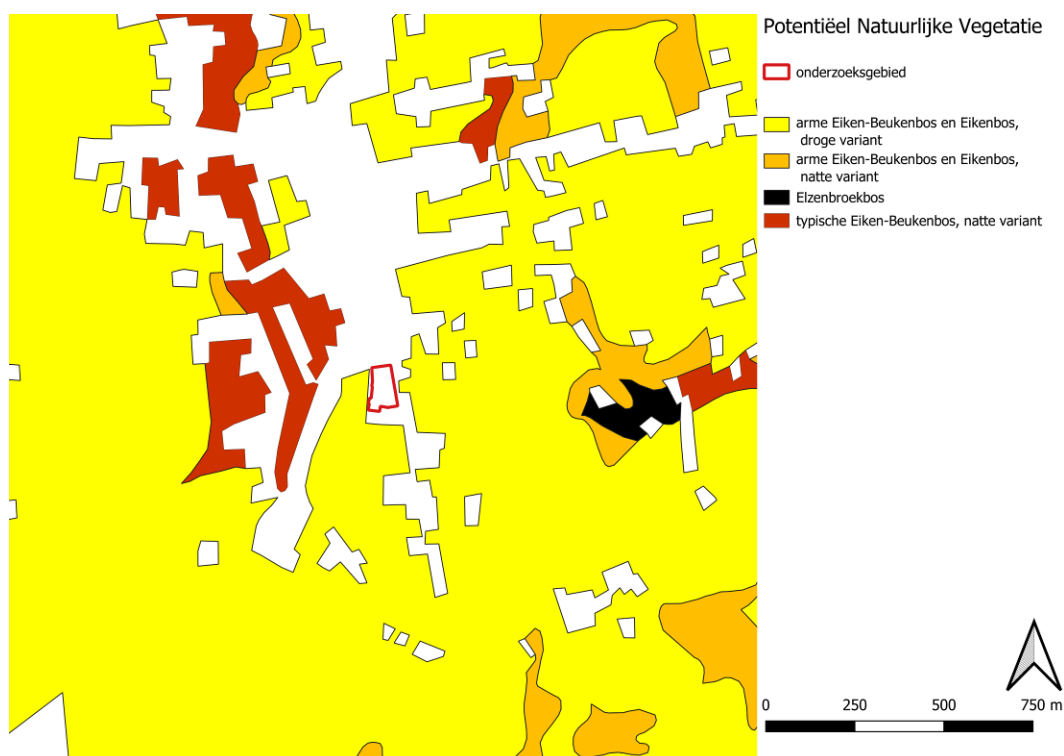 Potentiëel Natuurlijke Vegetatie
onderzoeksgebied
arme Eiken-Beukenbos en Eikenbos,
droge variant
arme Eiken-Beukenbos en Eikenbos,
natte variant
Elzenbroekbos
typische Eiken-Beukenbos, natte variant
0 250 500 750 m